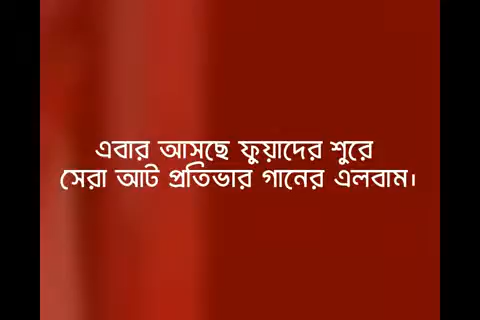 এবার আসছে ফুয়াদের শুরে
সেরা আট প্রতিভার গানের এলবাম।